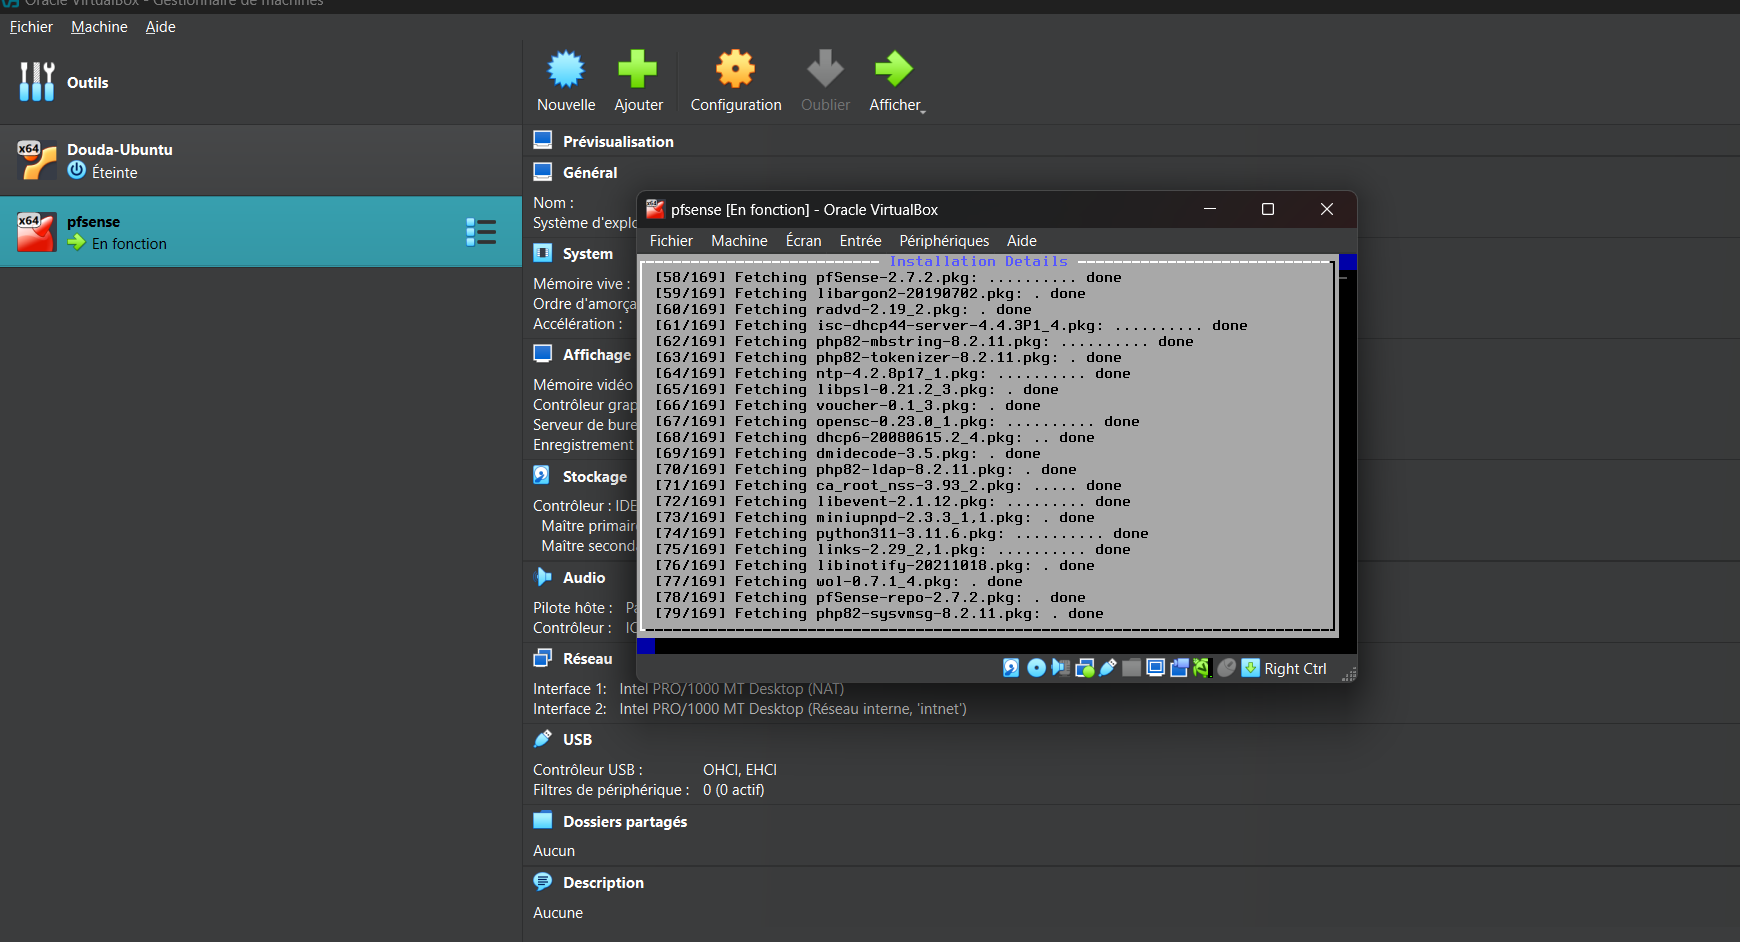 Oracle VirtualBox - Gestionnaire de machines
Fichier Machine Aide
Outils
Nouvelle Ajouter Configuration Oublier Afficher
x64 Douda-Ubuntu
Éteinte
x64 pfsense
En fonction
Prévisualisation
Général
Nom :
Système d'explo
System
Mémoire vive :
Ordre d'amorça
Accélération :
Affichage
Mémoire vidéo
Contrôleur grap
Serveur de bure
Enregistrement
Stockage
Contrôleur : IDE
Maître primair
Maître second
Audio
Pilote hôte : Pa
Contrôleur : IC
Réseau
Interface 1: Intel PRO/1000 MT Desktop (NAT)
Interface 2: Intel PRO/1000 MT Desktop (Réseau interne, 'intnet')
USB
Contrôleur USB : OHCI, EHCI
Filtres de périphérique : 0 (0 actif)
Dossiers partagés
Aucun
Description
Aucune
pfsense [En fonction] - Oracle VirtualBox
Fichier Machine Écran Entrée Périphériques Aide
Installation Details
[58/169] Fetching pfSense-2.7.2.pkg: .......... done
[59/169] Fetching libargon2-20190702.pkg: . done
[60/169] Fetching radvd-2.19_2.pkg: . done
[61/169] Fetching isc-dhcp44-server-4.4.3P1_4.pkg: .......... done
[62/169] Fetching php82-mbstring-8.2.11.pkg: .......... done
[63/169] Fetching php82-tokenizer-8.2.11.pkg: . done
[64/169] Fetching ntp-4.2.8p17_1.pkg: .......... done
[65/169] Fetching libpsl-0.21.2_3.pkg: . done
[66/169] Fetching voucher-0.1_3.pkg: . done
[67/169] Fetching opensc-0.23.0_1.pkg: .......... done
[68/169] Fetching dhcp6-20080615.2_4.pkg: .. done
[69/169] Fetching dmidecode-3.5.pkg: . done
[70/169] Fetching php82-ldap-8.2.11.pkg: . done
[71/169] Fetching ca_root_nss-3.93_2.pkg: ..... done
[72/169] Fetching libevent-2.1.12.pkg: ......... done
[73/169] Fetching miniupnpd-2.3.3_1,1.pkg: . done
[74/169] Fetching python311-3.11.6.pkg: .......... done
[75/169] Fetching links-2.29_2,1.pkg: .......... done
[76/169] Fetching libinotify-20211018.pkg: . done
[77/169] Fetching wol-0.7.1_4.pkg: . done
[78/169] Fetching pfSense-repo-2.7.2.pkg: . done
[79/169] Fetching php82-sysvmsg-8.2.11.pkg: . done
Right Ctrl